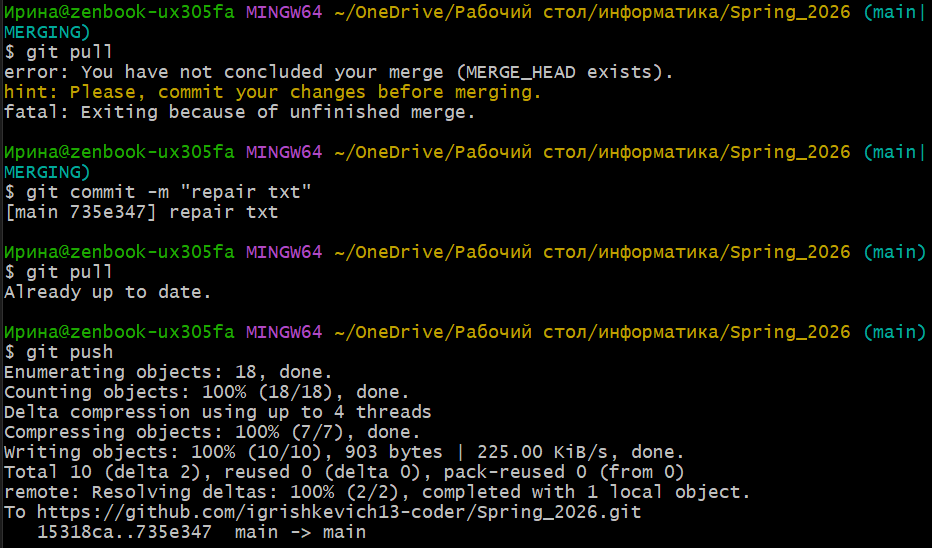 Ирина@zenbook-ux305fa MINGW64 ~/OneDrive/Рабочий стол/информатика/Spring_2026 (main|
MERGING)
$ git pull
error: You have not concluded your merge (MERGE_HEAD exists).
hint: Please, commit your changes before merging.
fatal: Exiting because of unfinished merge.
Ирина@zenbook-ux305fa MINGW64 ~/OneDrive/Рабочий стол/информатика/Spring_2026 (main|
MERGING)
$ git commit -m "repair txt"
[main 735e347] repair txt
Ирина@zenbook-ux305fa MINGW64 ~/OneDrive/Рабочий стол/информатика/Spring_2026 (main)
$ git pull
Already up to date.
Ирина@zenbook-ux305fa MINGW64 ~/OneDrive/Рабочий стол/информатика/Spring_2026 (main)
$ git push
Enumerating objects: 18, done.
Counting objects: 100% (18/18), done.
Delta compression using up to 4 threads
Compressing objects: 100% (7/7), done.
Writing objects: 100% (10/10), 903 bytes | 225.00 KiB/s, done.
Total 10 (delta 2), reused 0 (delta 0), pack-reused 0 (from 0)
remote: Resolving deltas: 100% (2/2), completed with 1 local object.
To https://github.com/igrishkevich13-coder/Spring_2026.git
   15318ca..735e347  main -> main